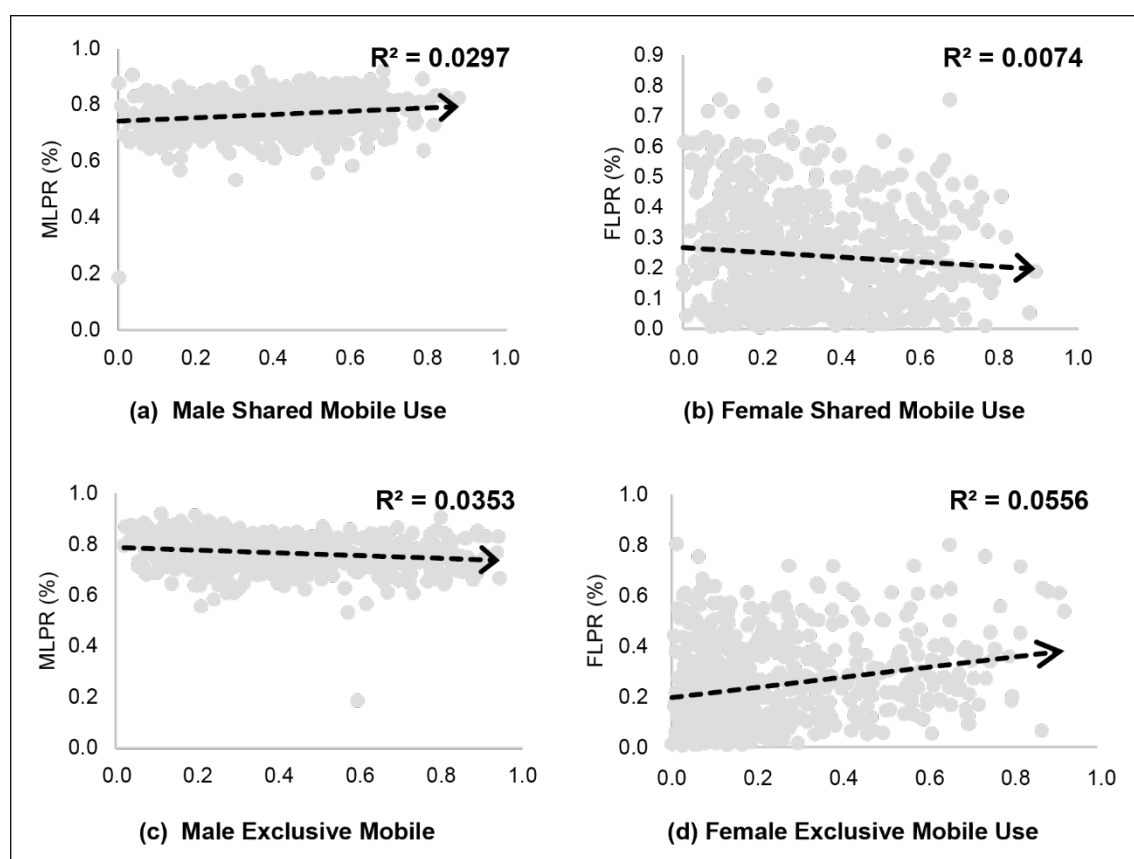 R² = 0.0297
1.0
0.8
0.6
0.4
0.2
0.0
MLPR (%)
0.0 0.2 0.4 0.6 0.8 1.0
(a) Male Shared Mobile Use
R² = 0.0074
0.9
0.8
0.7
0.6
0.5
0.4
0.3
0.2
0.1
0.0
FLPR (%)
0.0 0.2 0.4 0.6 0.8 1.0
(b) Female Shared Mobile Use
R² = 0.0353
1.0
0.8
0.6
0.4
0.2
0.0
MLPR (%)
0.0 0.2 0.4 0.6 0.8 1.0
(c) Male Exclusive Mobile
R² = 0.0556
1.0
0.8
0.6
0.4
0.2
0.0
FLPR (%)
0.0 0.2 0.4 0.6 0.8 1.0
(d) Female Exclusive Mobile Use